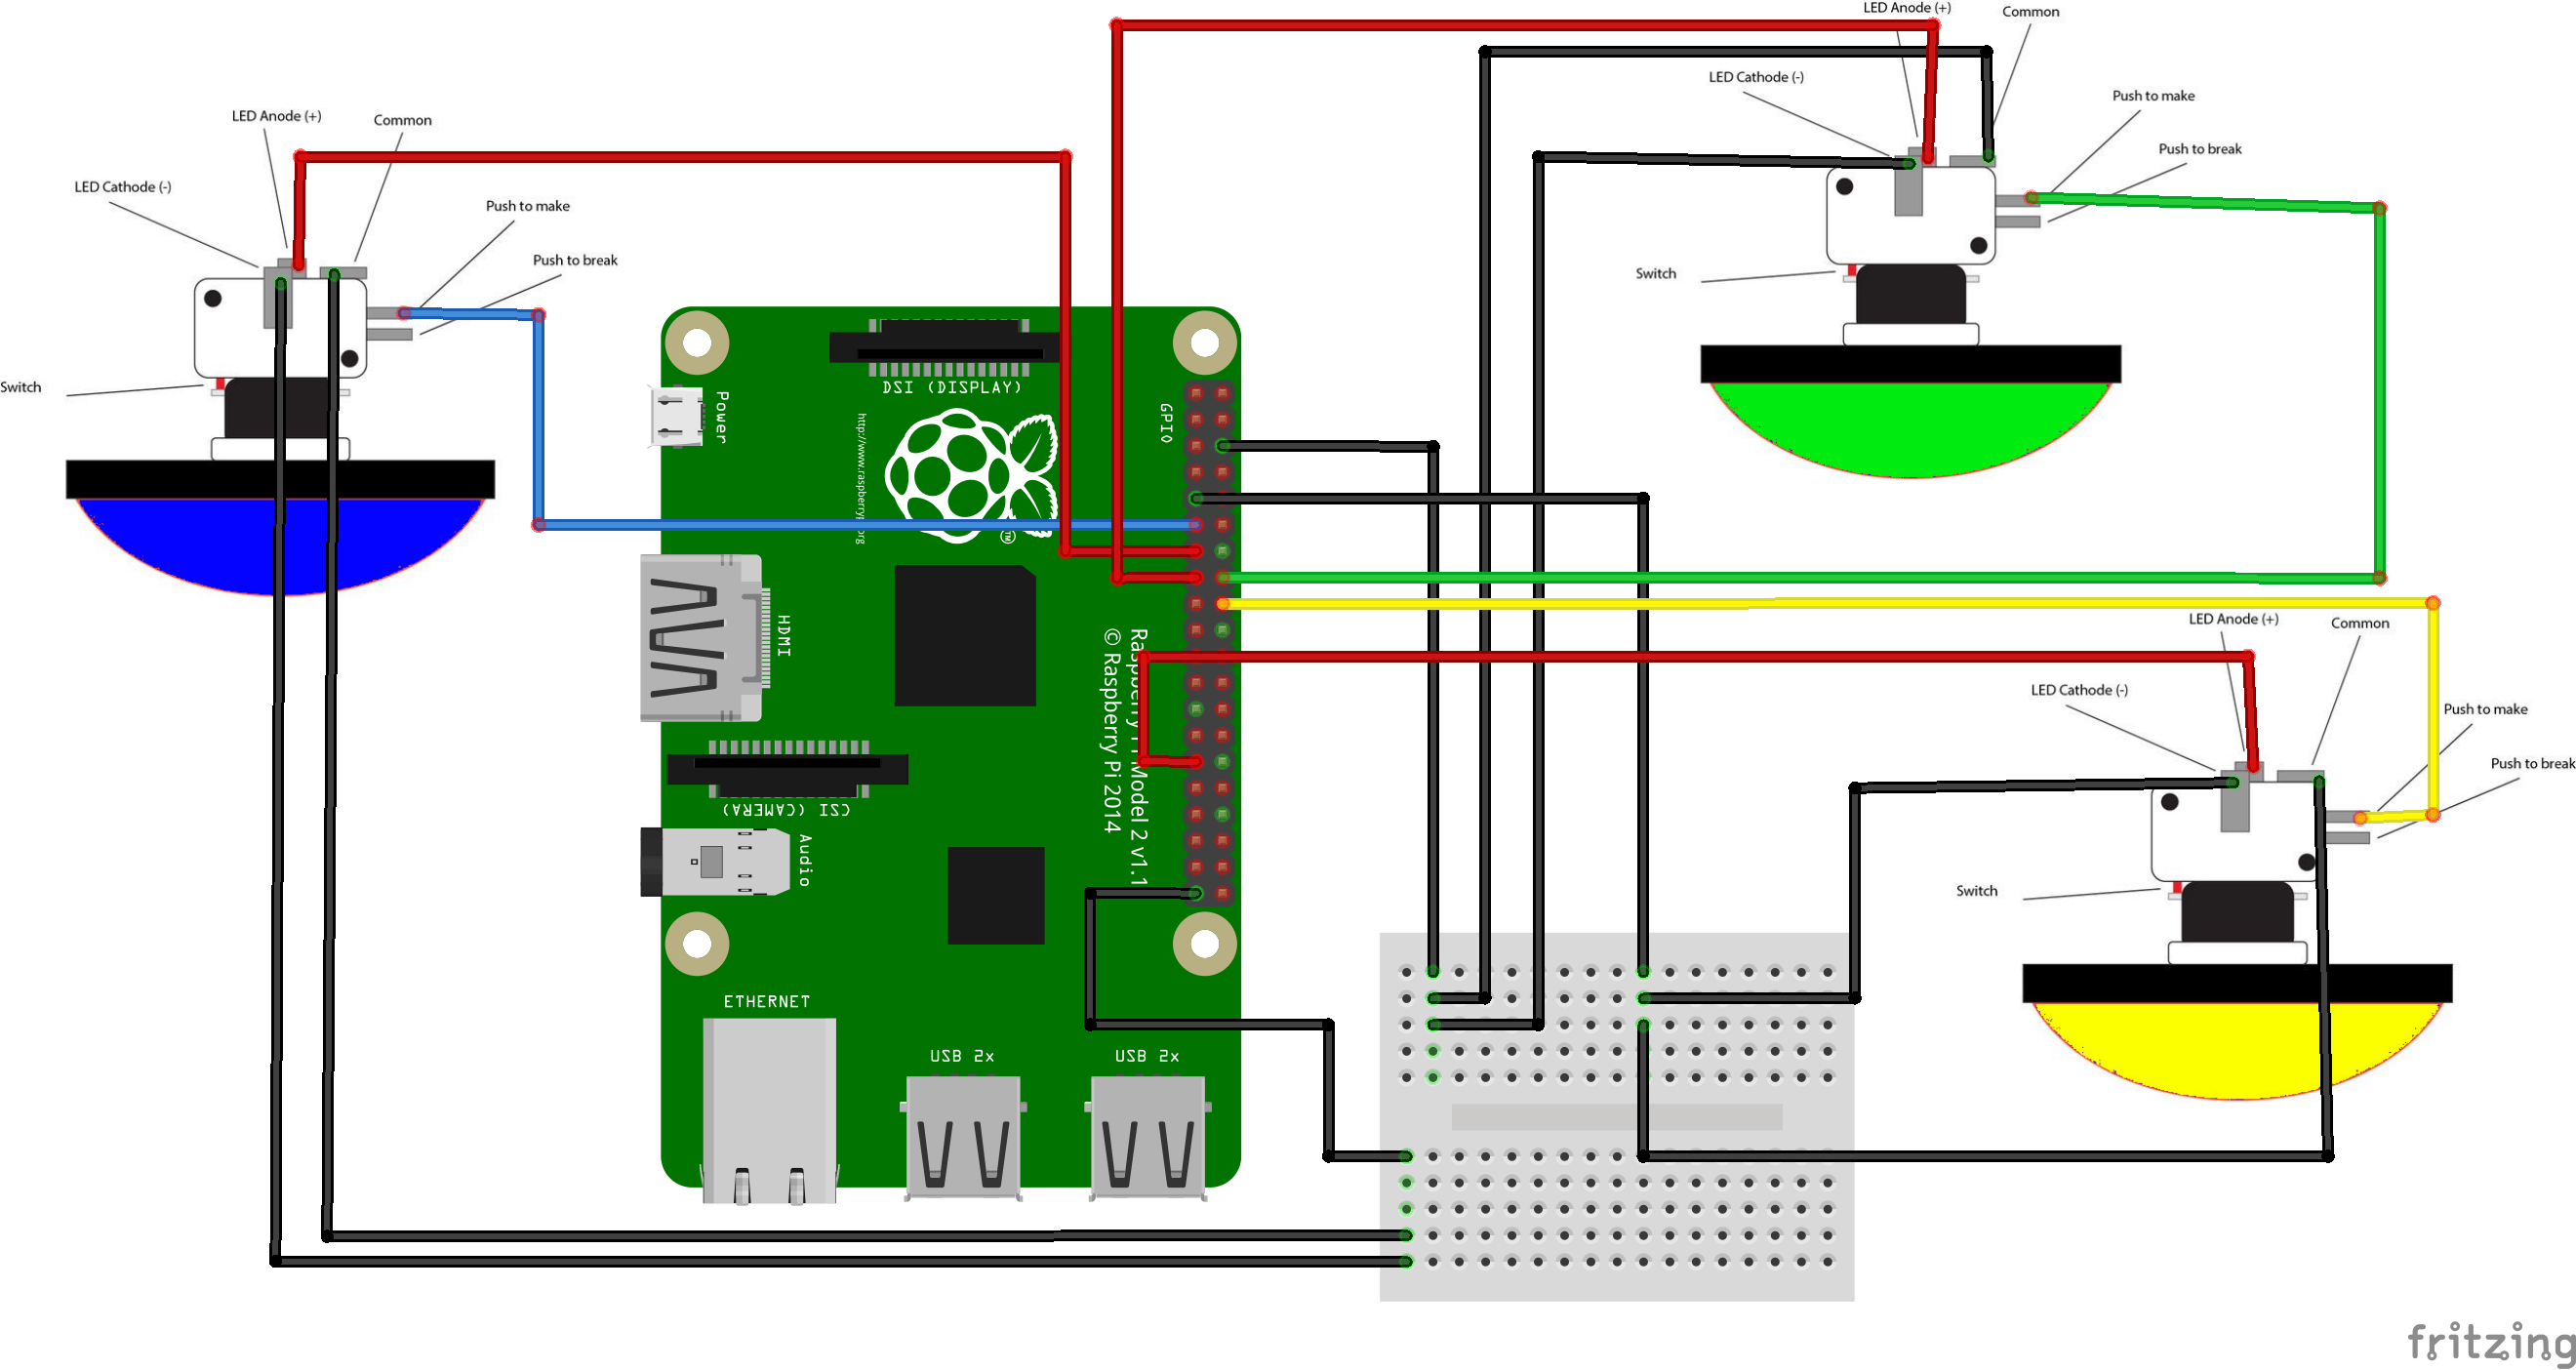 LED Anode (+)
Common
LED Cathode (-)
Push to make
Push to break
Switch
LED Anode (+)
Common
LED Cathode (-)
Push to make
Push to break
Switch
DSI (DISPLAY)
Power
GPIO
http://www.raspberryp
org
TM
HDMI
Model 2 v1.1
© Raspberry Pi 2014
CSI (CAMERA)
Audio
ETHERNET
USB 2x
USB 2x
LED Anode (+)
Common
LED Cathode (-)
Push to make
Push to break
Switch
fritzing